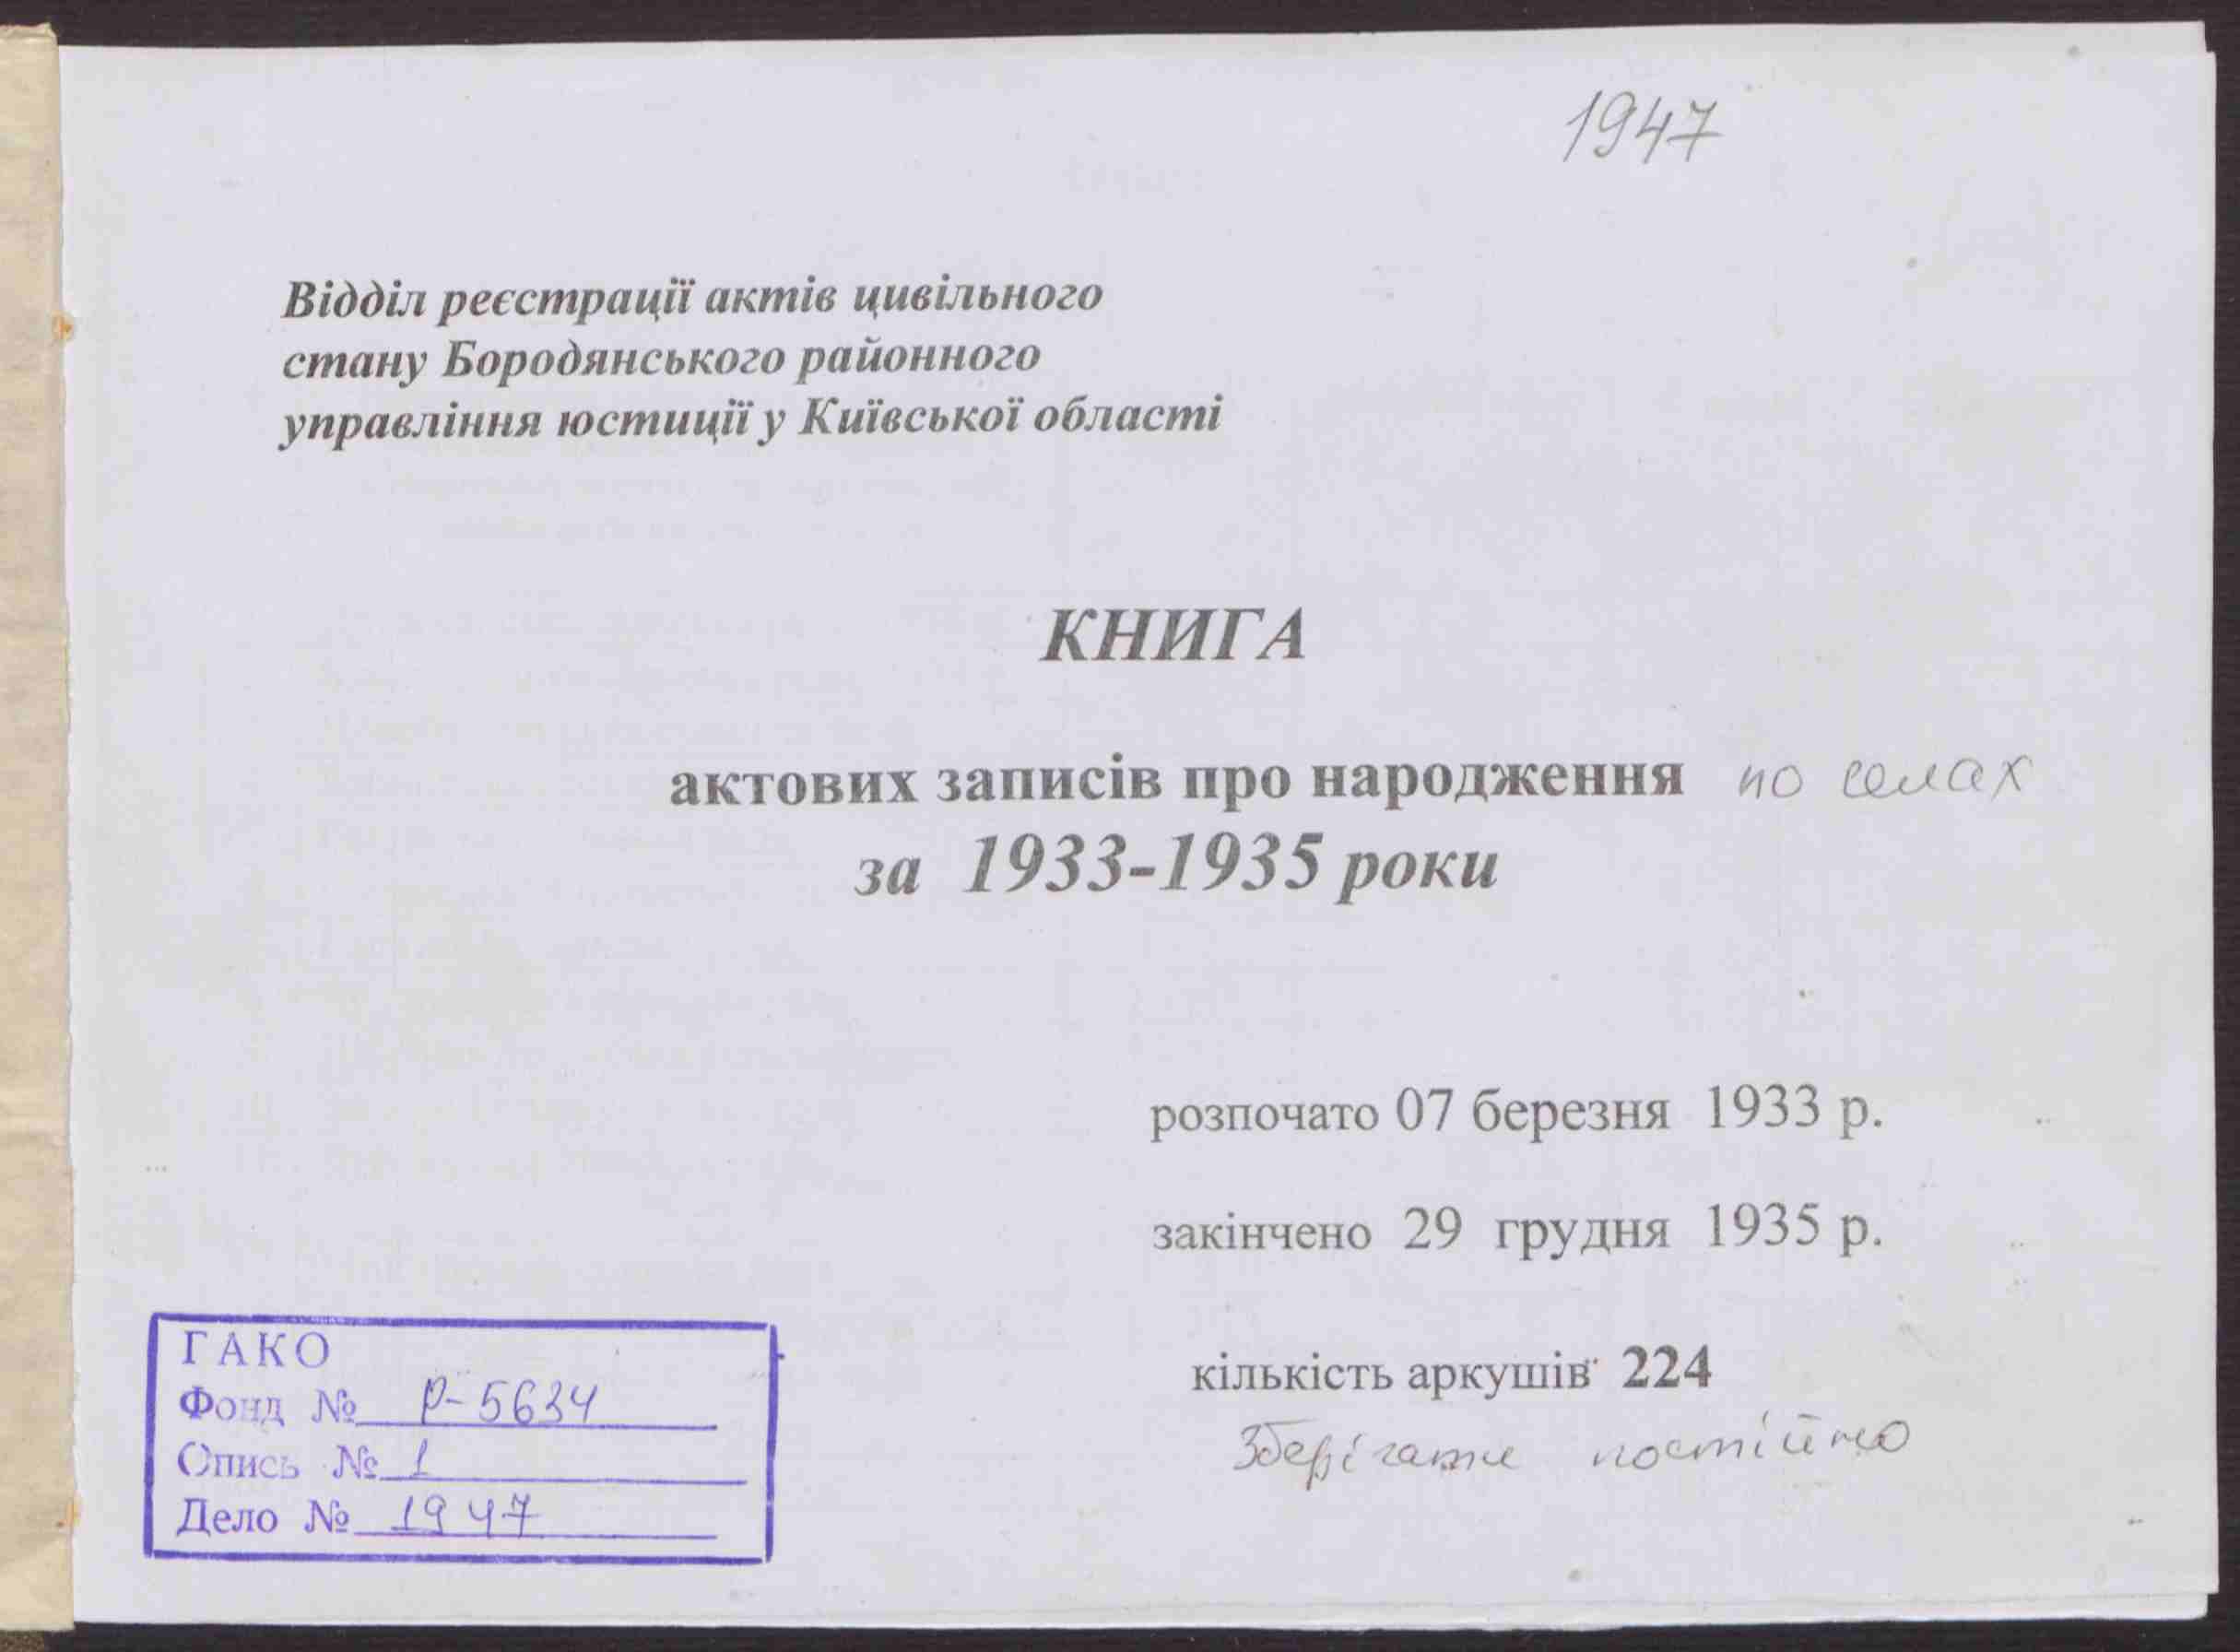 1947
Відділ реєстрації актів цивільного
стану Бородянського районного
управління юстиції у Київської області
КНИГА
актових записів про народження по селах
за 1933-1935 роки
розпочато 07 березня 1933 р.
закінчено 29 грудня 1935 р.
кількість аркушів 224
Зберігати постійно
ГАКО
Фонд № Р-5634
Опись № 1
Дело № 1947